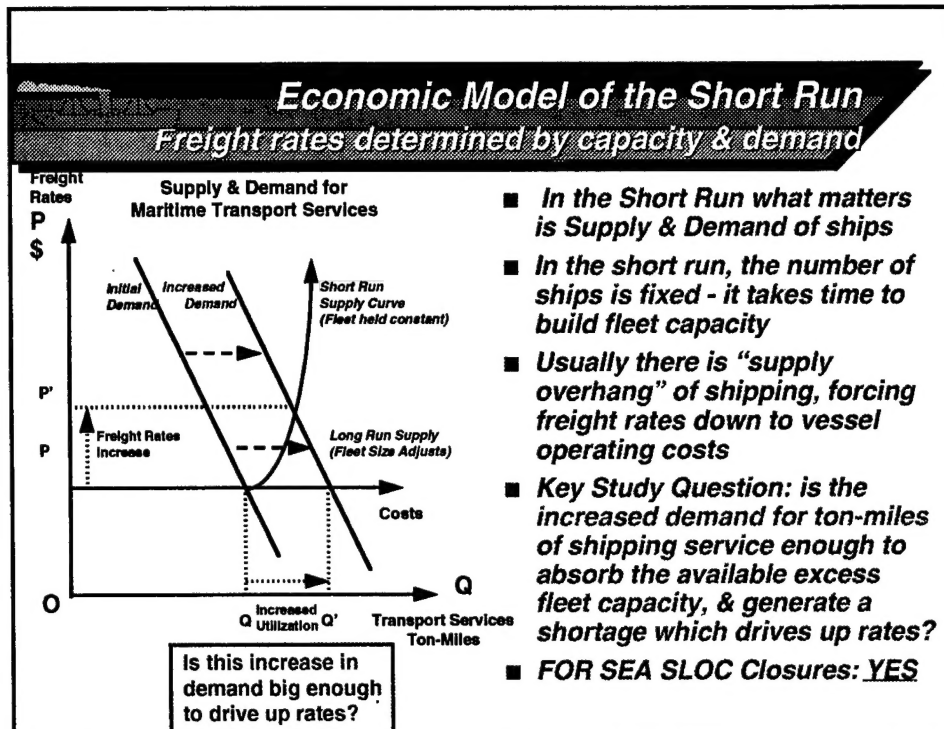 Economic Model of the Short Run
Freight rates determined by capacity & demand
Freight
Rates
P
$
Supply & Demand for
Maritime Transport Services
Initial
Demand
Increased
Demand
Short Run
Supply Curve
(Fleet held constant)
P'
P
Freight Rates
Increase
Long Run Supply
(Fleet Size Adjusts)
Costs
O
Q
Increased
Utilization
Q'
Q
Transport Services
Ton-Miles
Is this increase in
demand big enough
to drive up rates?
■ In the Short Run what matters
is Supply & Demand of ships
■ In the short run, the number of
ships is fixed - it takes time to
build fleet capacity
■ Usually there is “supply
overhang” of shipping, forcing
freight rates down to vessel
operating costs
■ Key Study Question: is the
increased demand for ton-miles
of shipping service enough to
absorb the available excess
fleet capacity, & generate a
shortage which drives up rates?
■ FOR SEA SLOC Closures: YES